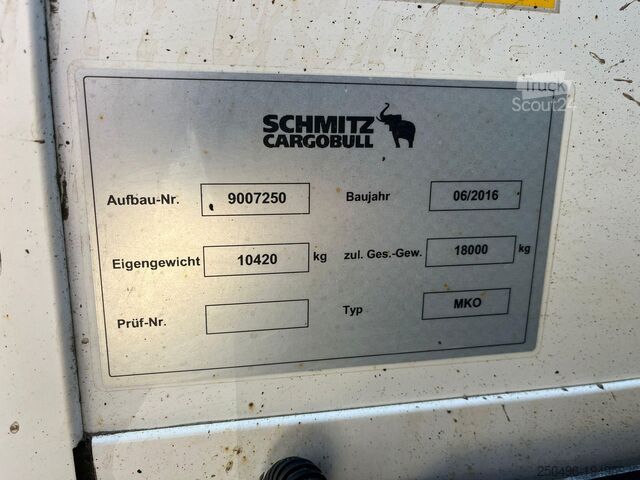 Truck
Scout24
SCHMITZ
CARGOBULL
Aufbau-Nr. 9007250 Baujahr 06/2016
Eigengewicht 10420 kg zul. Ges.-Gew. 18000 kg
Prüf-Nr. Typ MKO